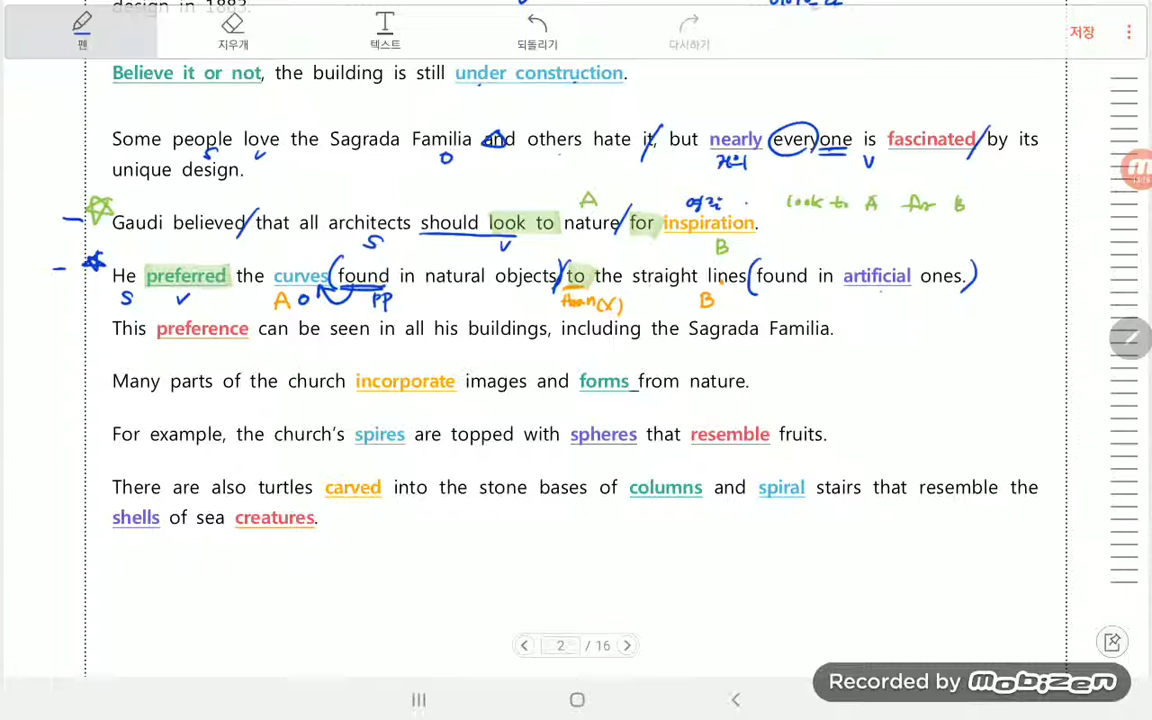 design in 1883.
펜 지우개 텍스트 되돌리기 다시하기 저장
Believe it or not, the building is still under construction.
Some people love the Sagrada Familia and others hate it, but nearly everyone is fascinated by its
S V O 거의 V
unique design.
A look to A for B
Gaudi believed that all architects should look to nature for inspiration.
S V B
He preferred the curves found in natural objects to the straight lines found in artificial ones.
S V A O PP than(X) B
This preference can be seen in all his buildings, including the Sagrada Familia.
Many parts of the church incorporate images and forms from nature.
For example, the church's spires are topped with spheres that resemble fruits.
There are also turtles carved into the stone bases of columns and spiral stairs that resemble the
shells of sea creatures.
2 / 16
Recorded by mobizen